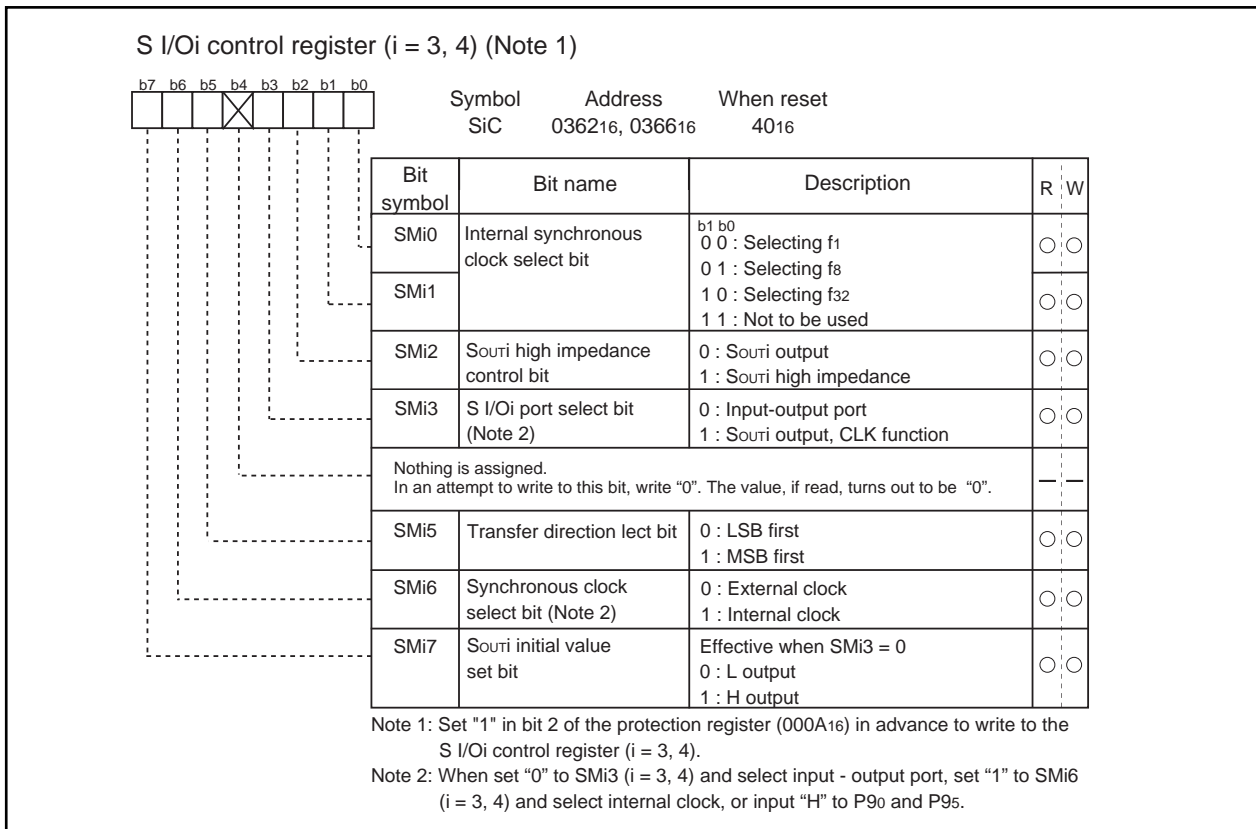 S I/Oi control register (i = 3, 4) (Note 1)
b7 b6 b5 b4 b3 b2 b1 b0
Symbol Address When reset
SiC 036216, 036616 4016
Bit symbol Bit name Description R W
SMi0 Internal synchronous clock select bit
SMi1
b1 b0
0 0 : Selecting f1
0 1 : Selecting f8
1 0 : Selecting f32
1 1 : Not to be used
SMi2 SOUTi high impedance control bit
0 : SOUTi output
1 : SOUTi high impedance
SMi3 S I/Oi port select bit (Note 2)
0 : Input-output port
1 : SOUTi output, CLK function
Nothing is assigned.
In an attempt to write to this bit, write “0”. The value, if read, turns out to be “0”.
SMi5 Transfer direction lect bit
0 : LSB first
1 : MSB first
SMi6 Synchronous clock select bit (Note 2)
0 : External clock
1 : Internal clock
SMi7 SOUTi initial value set bit
Effective when SMi3 = 0
0 : L output
1 : H output
Note 1: Set "1" in bit 2 of the protection register (000A16) in advance to write to the
S I/Oi control register (i = 3, 4).
Note 2: When set “0” to SMi3 (i = 3, 4) and select input - output port, set “1” to SMi6
(i = 3, 4) and select internal clock, or input “H” to P90 and P95.